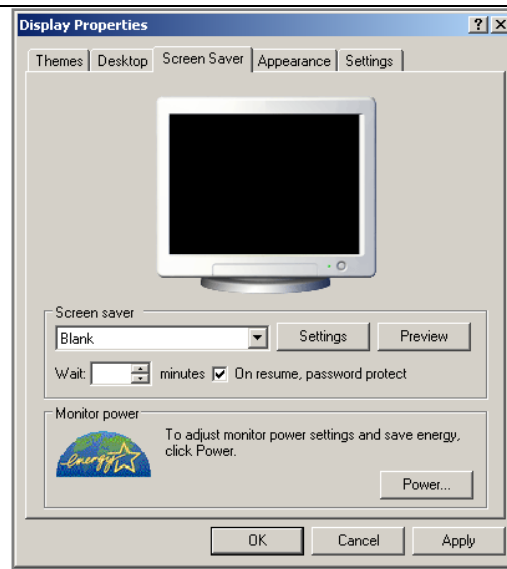 Display Properties
Themes Desktop Screen Saver Appearance Settings
Screen saver
Blank Settings Preview
Wait: minutes On resume, password protect
Monitor power
To adjust monitor power settings and save energy,
click Power.
energy
Power...
OK Cancel Apply